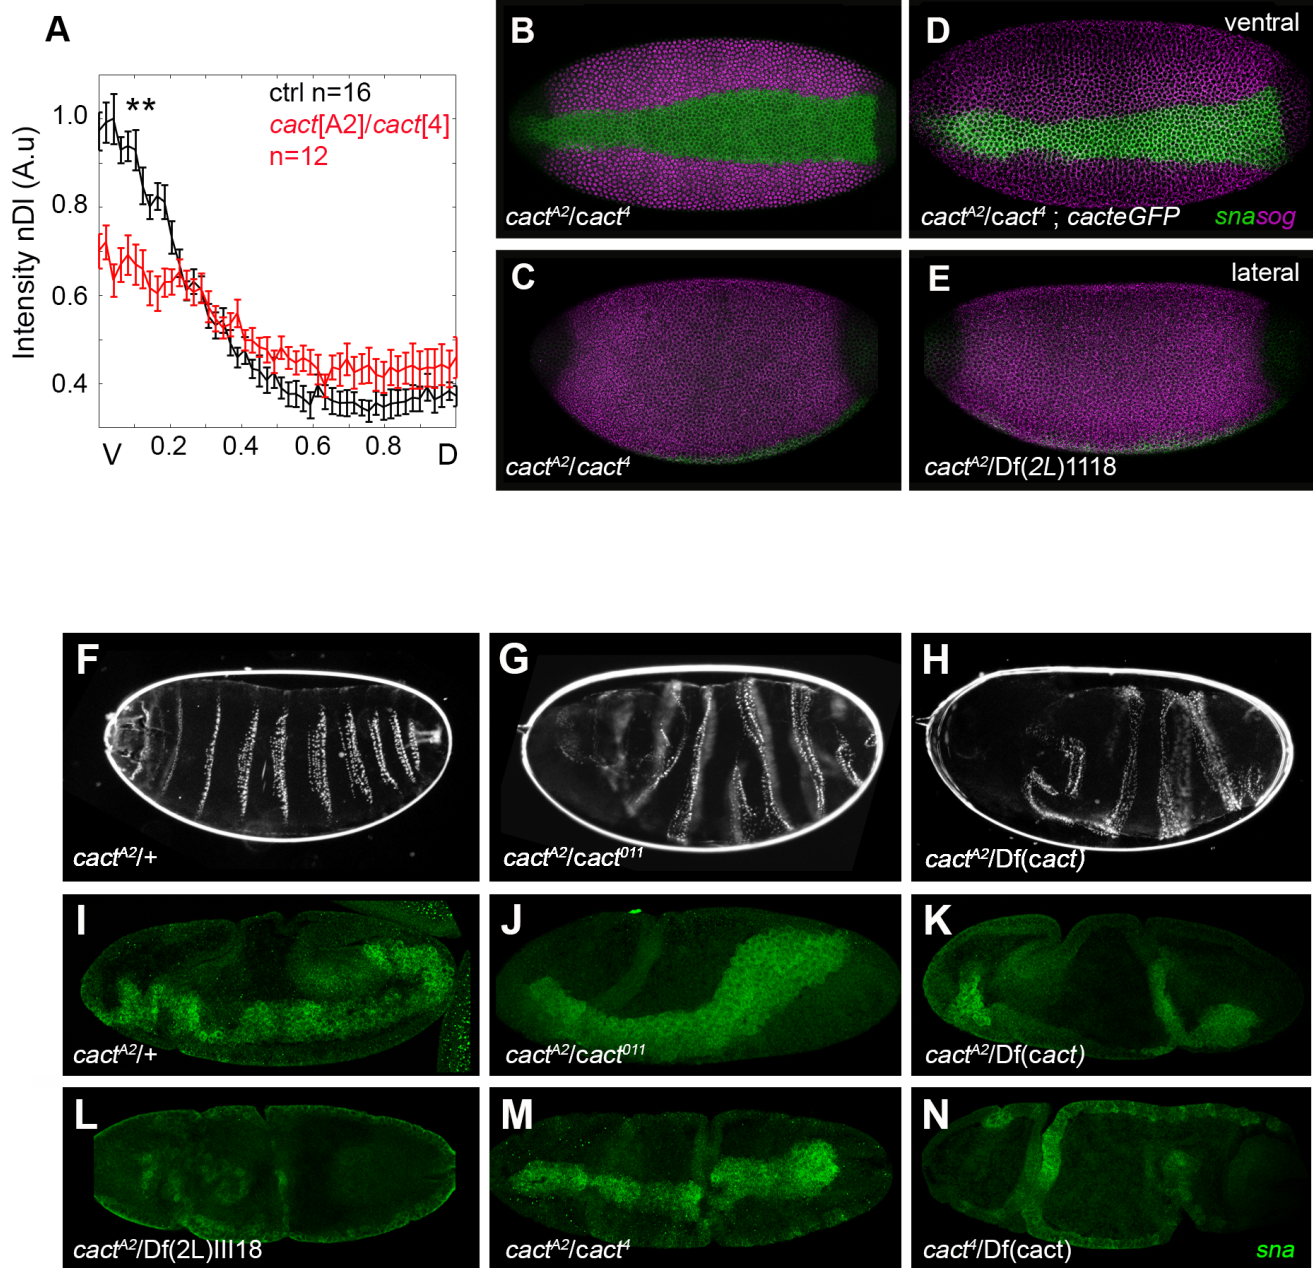 A
Intensity nDl (A.u)
1.0
0.8
0.6
0.4
**
ctrl n=16
cact[A2]/cact[4]
n=12
V
0.2
0.4
0.6
0.8
D
B
cactᴬ²/cact⁴
D
ventral
cactᴬ²/cact⁴ ; cacteGFP
snasog
C
cactᴬ²/cact⁴
E
lateral
cactᴬ²/Df(2L)1118
F
cactᴬ²/+
G
cactᴬ²/cact⁰¹¹
H
cactᴬ²/Df(cact)
I
cactᴬ²/+
J
cactᴬ²/cact⁰¹¹
K
cactᴬ²/Df(cact)
L
cactᴬ²/Df(2L)III18
M
cactᴬ²/cact⁴
N
cact⁴/Df(cact)
sna